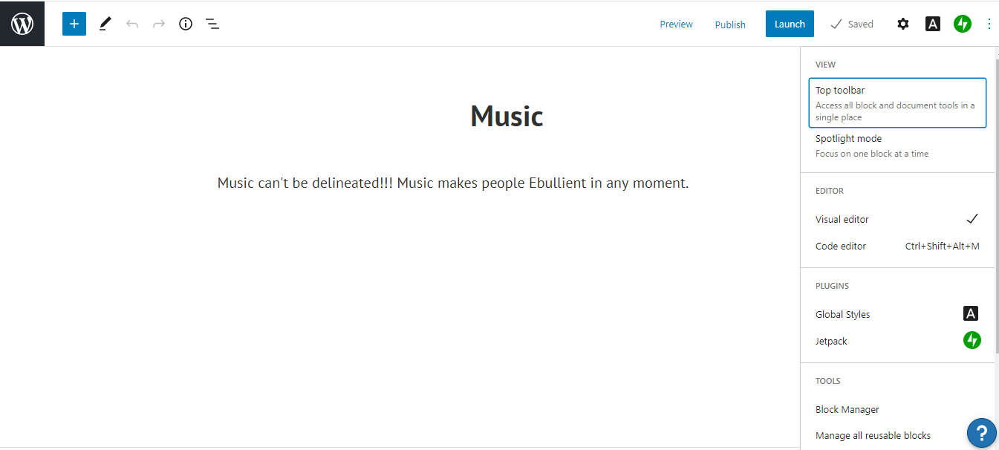 Preview Publish Launch Saved A
Music
Music can't be delineated!!! Music makes people Ebullient in any moment.
VIEW
Top toolbar
Access all block and document tools in a
single place
Spotlight mode
Focus on one block at a time
EDITOR
Visual editor
Code editor Ctrl+Shift+Alt+M
PLUGINS
Global Styles A
Jetpack
TOOLS
Block Manager
Manage all reusable blocks
?